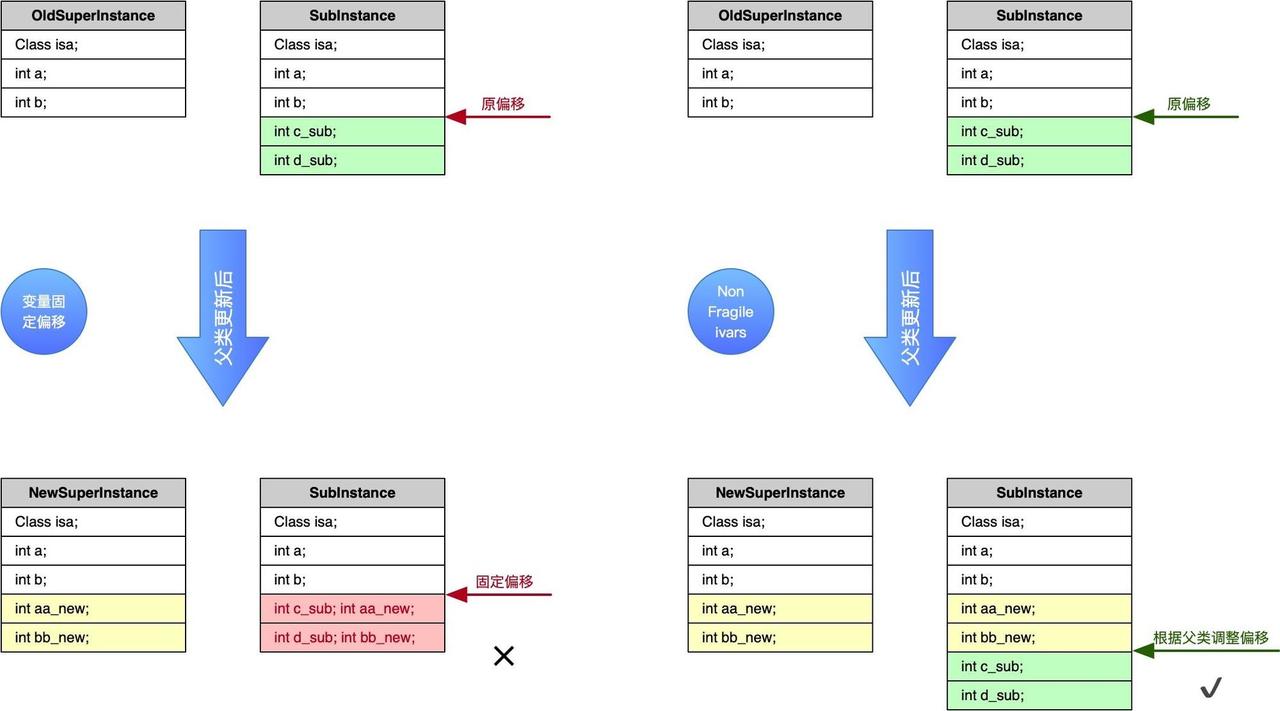 OldSuperInstance
Class isa;
int a;
int b;
SubInstance
Class isa;
int a;
int b;
int c_sub;
int d_sub;
原偏移
变量固
定偏移
父类更新后
NewSuperInstance
Class isa;
int a;
int b;
int aa_new;
int bb_new;
SubInstance
Class isa;
int a;
int b;
int c_sub; int aa_new;
int d_sub; int bb_new;
固定偏移
OldSuperInstance
Class isa;
int a;
int b;
SubInstance
Class isa;
int a;
int b;
int c_sub;
int d_sub;
原偏移
Non
Fragile
ivars
父类更新后
NewSuperInstance
Class isa;
int a;
int b;
int aa_new;
int bb_new;
SubInstance
Class isa;
int a;
int b;
int aa_new;
int bb_new;
int c_sub;
int d_sub;
根据父类调整偏移